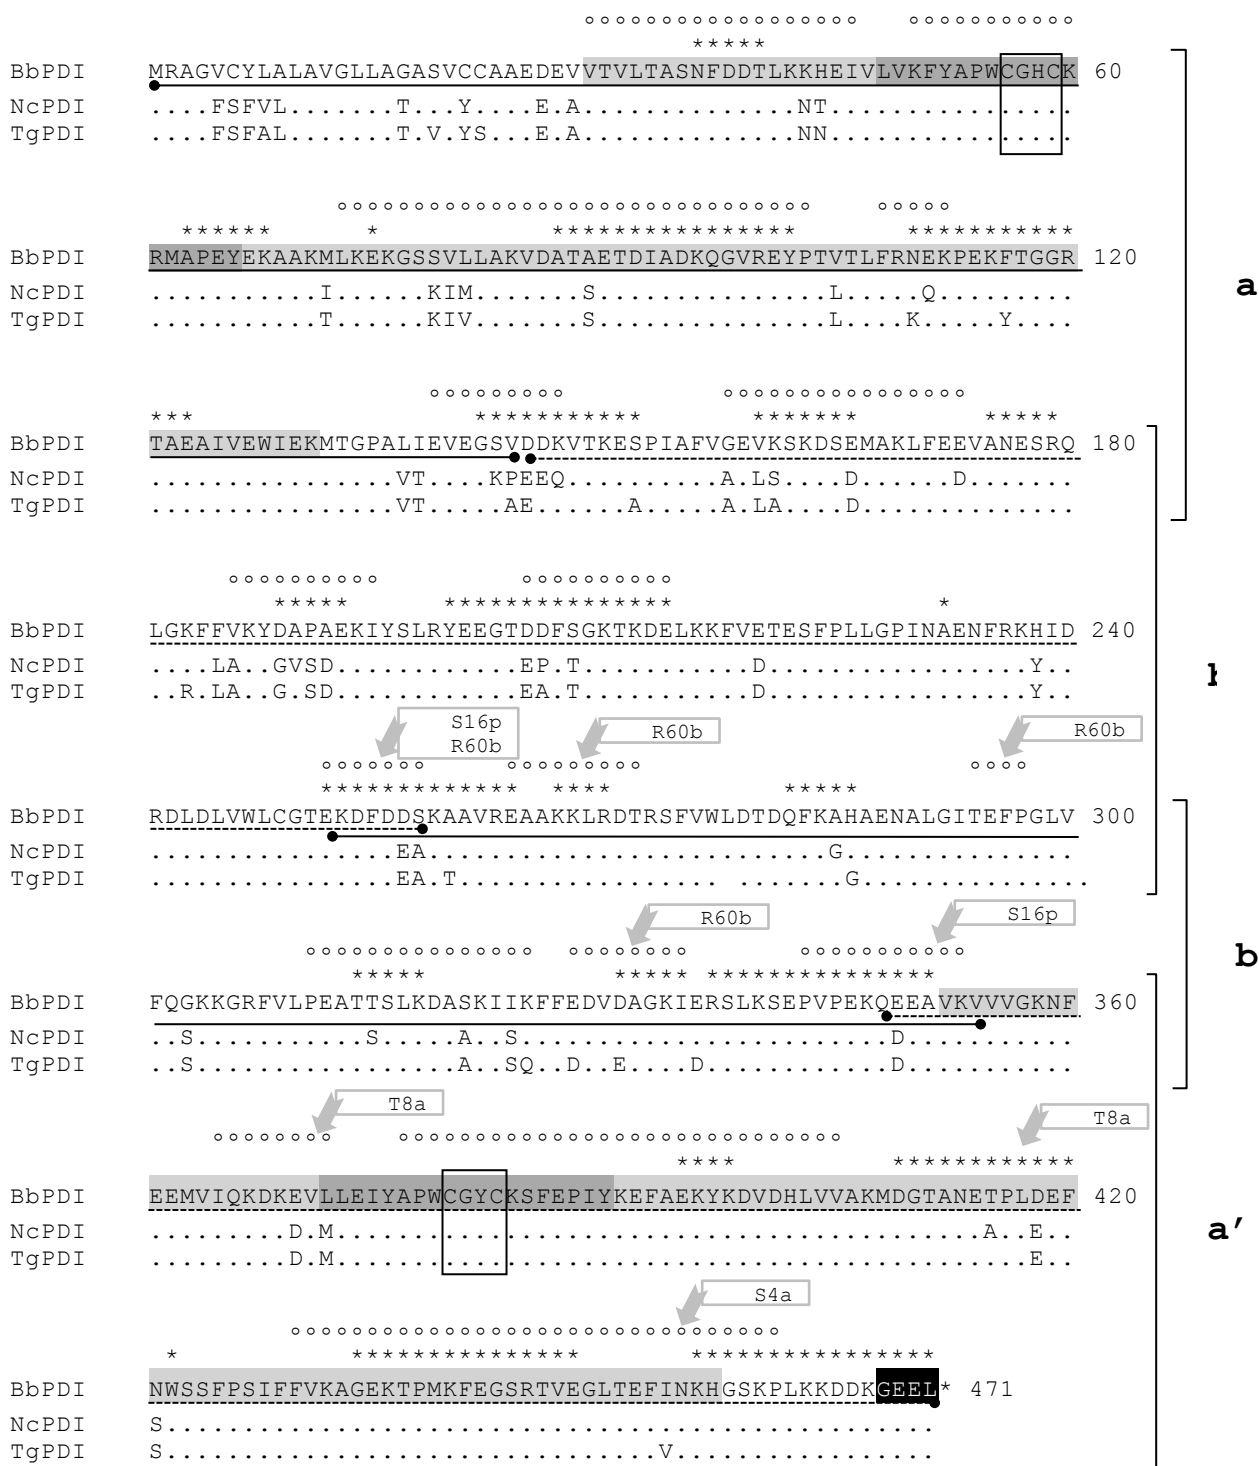 BbPDI MRAGVCYLALAVGLLAGASVCCAAEDEVVTVLTASNFDDTLKKHEIVLVKFYAPWCGHCK 60
NcPDI ....FSFVL.......T...Y....E.A..............NT................
TgPDI ....FSFAL.......T.V.YS...E.A..............NN................
BbPDI RMAPEYEKAAKMLKEKGSSVLLAKVDATAETDIADKQGVREYPTVTLFRNEKPEKFTGGR 120
NcPDI ...........I......KIM.......S...............L.....Q.........
TgPDI ...........T......KIV.......S...............L....K.....Y....
a
BbPDI TAEAIVEWIEKMTGPALIEVEGSVDDKVTKESPIAFVGEVKSKDSEMAKLFEEVANESRQ 180
NcPDI ................VT....KPEEQ..........A.LS....D......D.......
TgPDI ................VT.....AE......A.....A.LA....D..............
BbPDI LGKFFVKYDAPAEKIYSLRYEEGTDDFSGKTKDELKKFVETESFPLLGPINAENFRKHID 240
NcPDI ....LA..GVSD............EP.T...........D.................Y..
TgPDI ..R.LA..G.SD............EA.T...........D.................Y..
S16p
R60b
R60b
R60b
BbPDI RDLDLVWLCGTEKDFDDSKAAVREAAKKLRDTRSFVWLDTDQFKAHAENALGITEFPGLV 300
NcPDI ................EA..........................G...............
TgPDI ................EA.T................ .......G...............
R60b
S16p
b
BbPDI FQGKKGRFVLPEATTSLKDASKIIKFFEDVDAGKIERSLKSEPVPEKQEEAVKVVVGKNF 360
NcPDI ..S...........S.....A..S........................D...........
TgPDI ..S.................A..SQ..D..E....D............D...........
T8a
T8a
BbPDI EEMVIQKDKEVLLEIYAPWCGYCKSFEPIYKEFAEKYKDVDHLVVAKMDGTANETPLDEF 420
NcPDI .........D.M..........................................A..E..
TgPDI .........D.M.............................................E..
a′
S4a
BbPDI NWSSFPSIFFVKAGEKTPMKFEGSRTVEGLTEFINKHGSKPLKKDDKGEEL* 471
NcPDI S..................................................
TgPDI S................................V.................